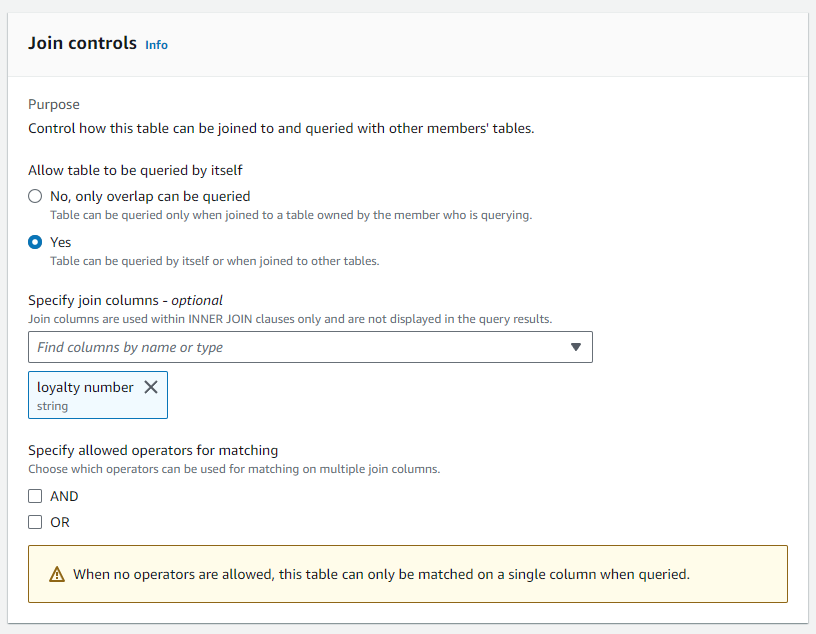 Join controls Info
Purpose
Control how this table can be joined to and queried with other members' tables.
Allow table to be queried by itself
No, only overlap can be queried
Table can be queried only when joined to a table owned by the member who is querying.
Yes
Table can be queried by itself or when joined to other tables.
Specify join columns - optional
Join columns are used within INNER JOIN clauses only and are not displayed in the query results.
Find columns by name or type
loyalty number
string
Specify allowed operators for matching
Choose which operators can be used for matching on multiple join columns.
AND
OR
When no operators are allowed, this table can only be matched on a single column when queried.